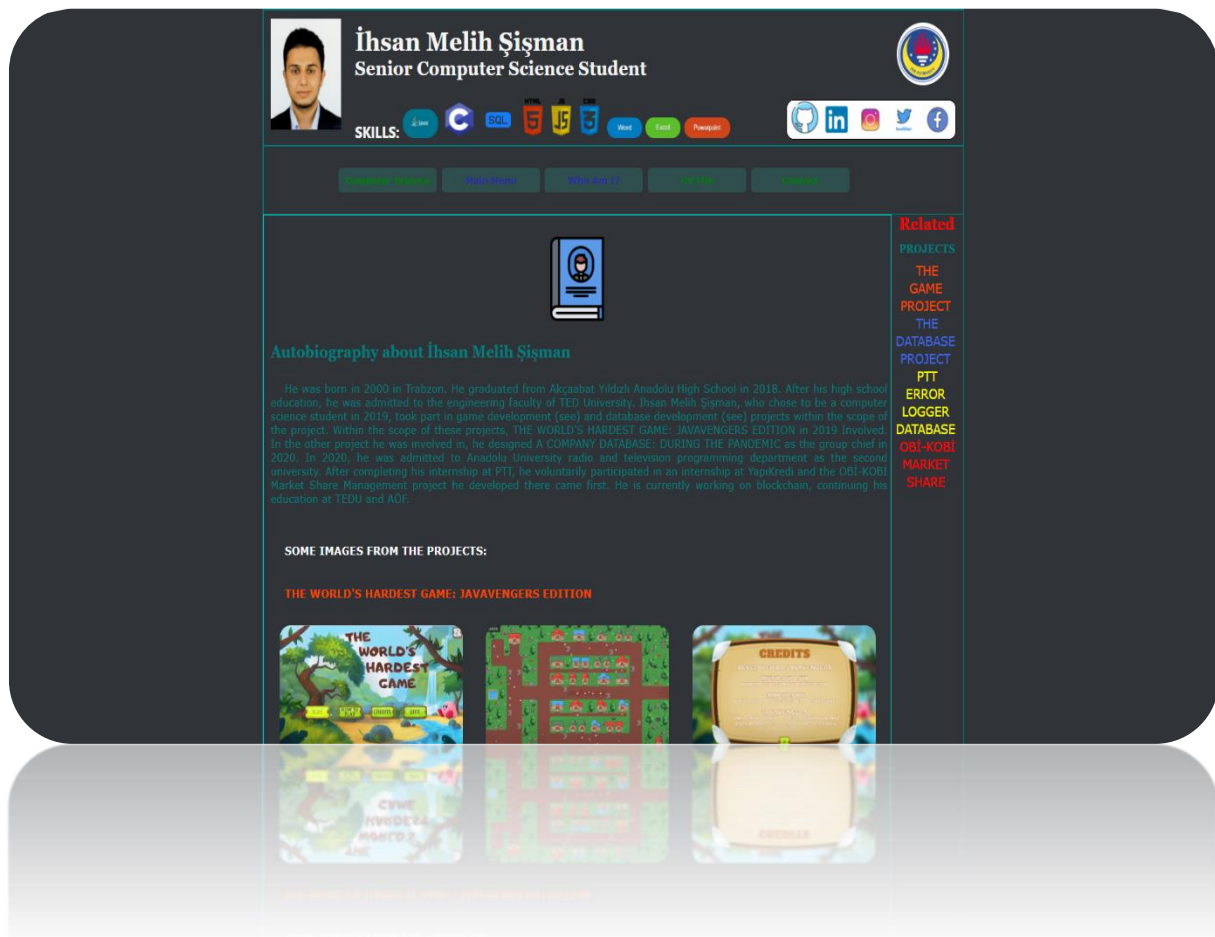 İhsan Melih Şişman
Senior Computer Science Student
SKILLS:
Java
HTML
5
JS
JS
CSS
3
C
SQL
Word
Excel
Powerpoint
in
twitter
f
Main Menu
Who Am I?
Related
PROJECTS
THE
GAME
PROJECT
THE
DATABASE
PROJECT
PTT
ERROR
LOGGER
DATABASE
OBİ-KOBİ
MARKET
SHARE
Autobiography about İhsan Melih Şişman
He was born in 2000 in Trabzon. He graduated from Akçaabat Yıldızlı Anadolu High School in 2018. After his high school
education, he was admitted to the engineering faculty of TED University. İhsan Melih Şişman, who chose to be a computer
science student in 2019, took part in game development (see) and database development (see) projects within the scope of
the project. Within the scope of these projects, THE WORLD'S HARDEST GAME: JAVAVENGERS EDITION in 2019 Involved.
In the other project he was involved in, he designed A COMPANY DATABASE: DURING THE PANDEMIC as the group chief in
2020. In 2020, he was admitted to Anadolu University radio and television programming department as the second
university. After completing his internship at PTT, he voluntarily participated in an internship at YapıKredi and the OBİ-KOBİ
Market Share Management project he developed there came first. He is currently working on blockchain, continuing his
education at TEDU and AÖF.
SOME IMAGES FROM THE PROJECTS:
THE WORLD'S HARDEST GAME: JAVAVENGERS EDITION
THE
WORLD'S
HARDEST
GAME
CREDITS